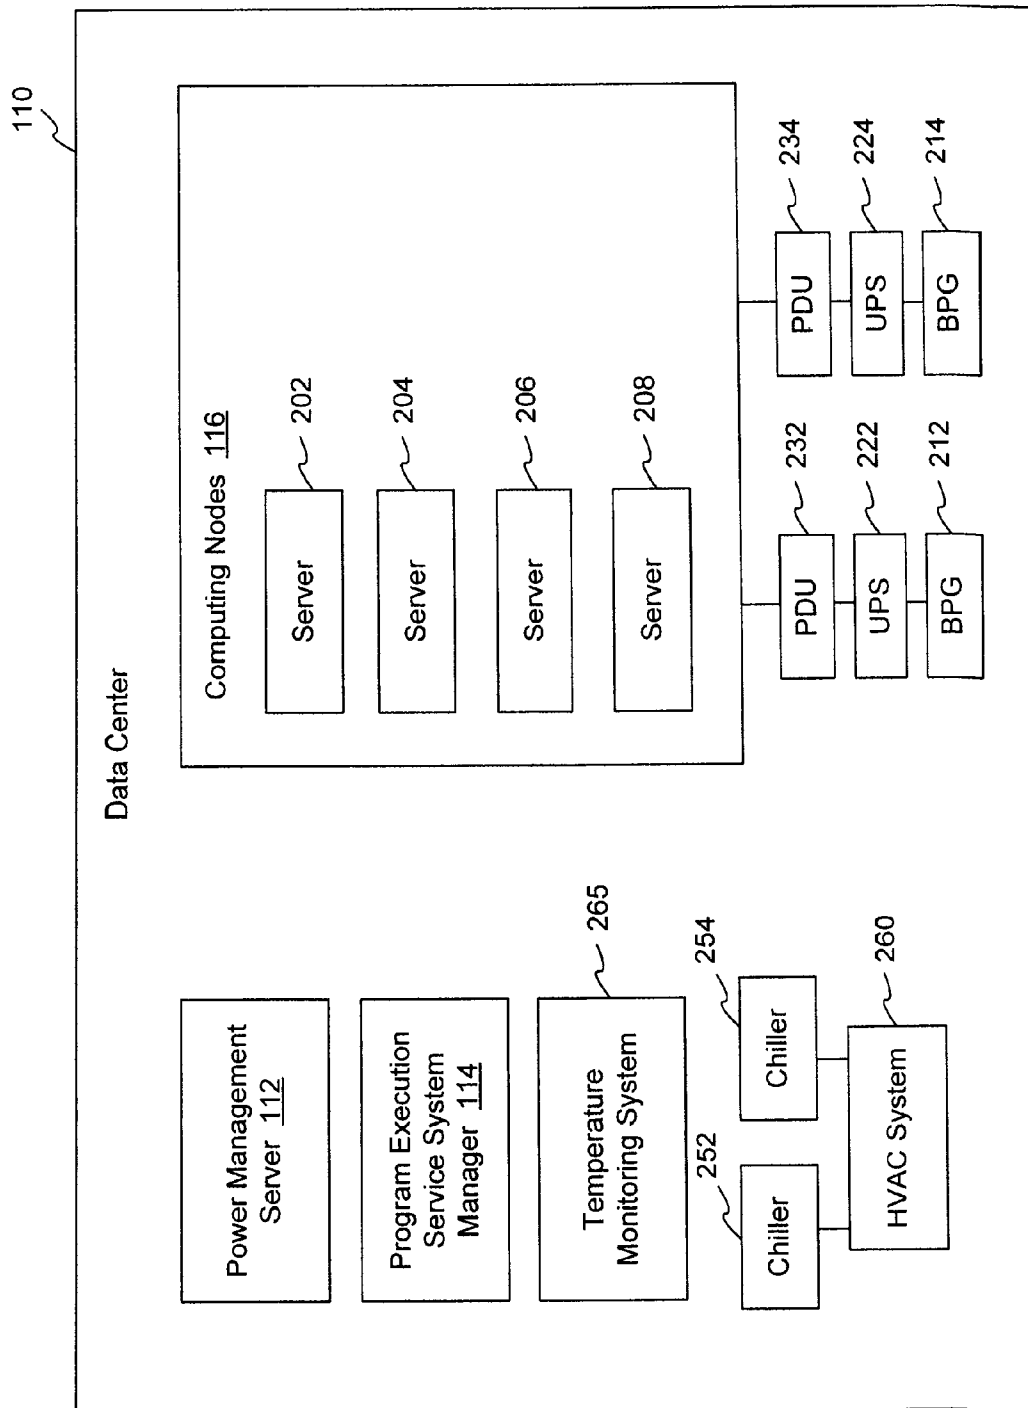 110
Data Center
Power Management
Server 112
Program Execution
Service System
Manager 114
Temperature
Monitoring System
265
252
254
Chiller
Chiller
260
HVAC System
Computing Nodes 116
Server
202
Server
204
Server
206
Server
208
PDU
232
UPS
222
BPG
212
PDU
234
UPS
224
BPG
214